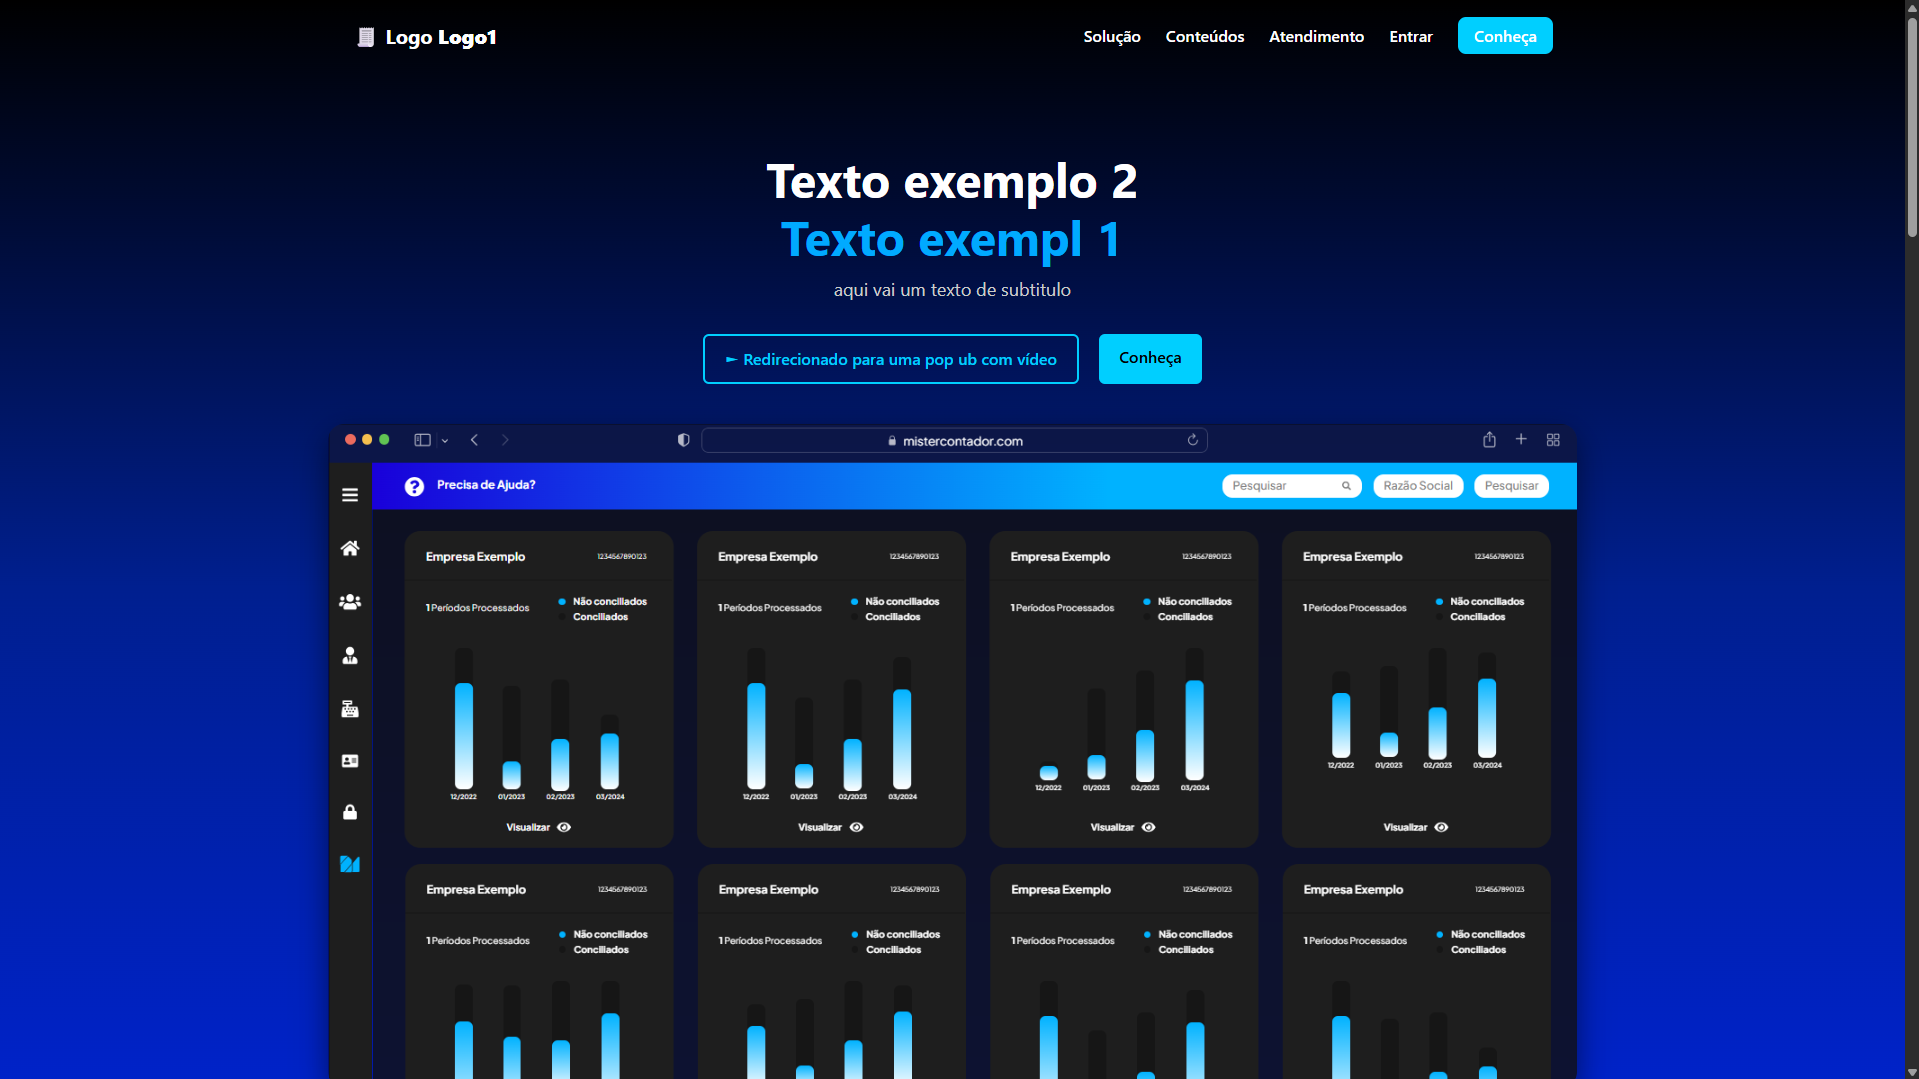 Logo Logo1
Solução Conteúdos Atendimento Entrar Conheça
Texto exemplo 2
Texto exempl 1
aqui vai um texto de subtitulo
► Redirecionado para uma pop ub com vídeo Conheça
mistercontador.com
Precisa de Ajuda? Pesquisar Razão Social Pesquisar
Empresa Exemplo 1234567890123 Empresa Exemplo 1234567890123 Empresa Exemplo 1234567890123 Empresa Exemplo 1234567890123
1 Períodos Processados Não conciliados 1 Períodos Processados Não conciliados 1 Períodos Processados Não conciliados 1 Períodos Processados Não conciliados
Conciliados Conciliados Conciliados Conciliados
12/2022 01/2023 02/2023 03/2024 12/2022 01/2023 02/2023 03/2024 12/2022 01/2023 02/2023 03/2024 12/2022 01/2023 02/2023 03/2024
Visualizar Visualizar Visualizar Visualizar
Empresa Exemplo 1234567890123 Empresa Exemplo 1234567890123 Empresa Exemplo 1234567890123 Empresa Exemplo 1234567890123
1 Períodos Processados Não conciliados 1 Períodos Processados Não conciliados 1 Períodos Processados Não conciliados 1 Períodos Processados Não conciliados
Conciliados Conciliados Conciliados Conciliados